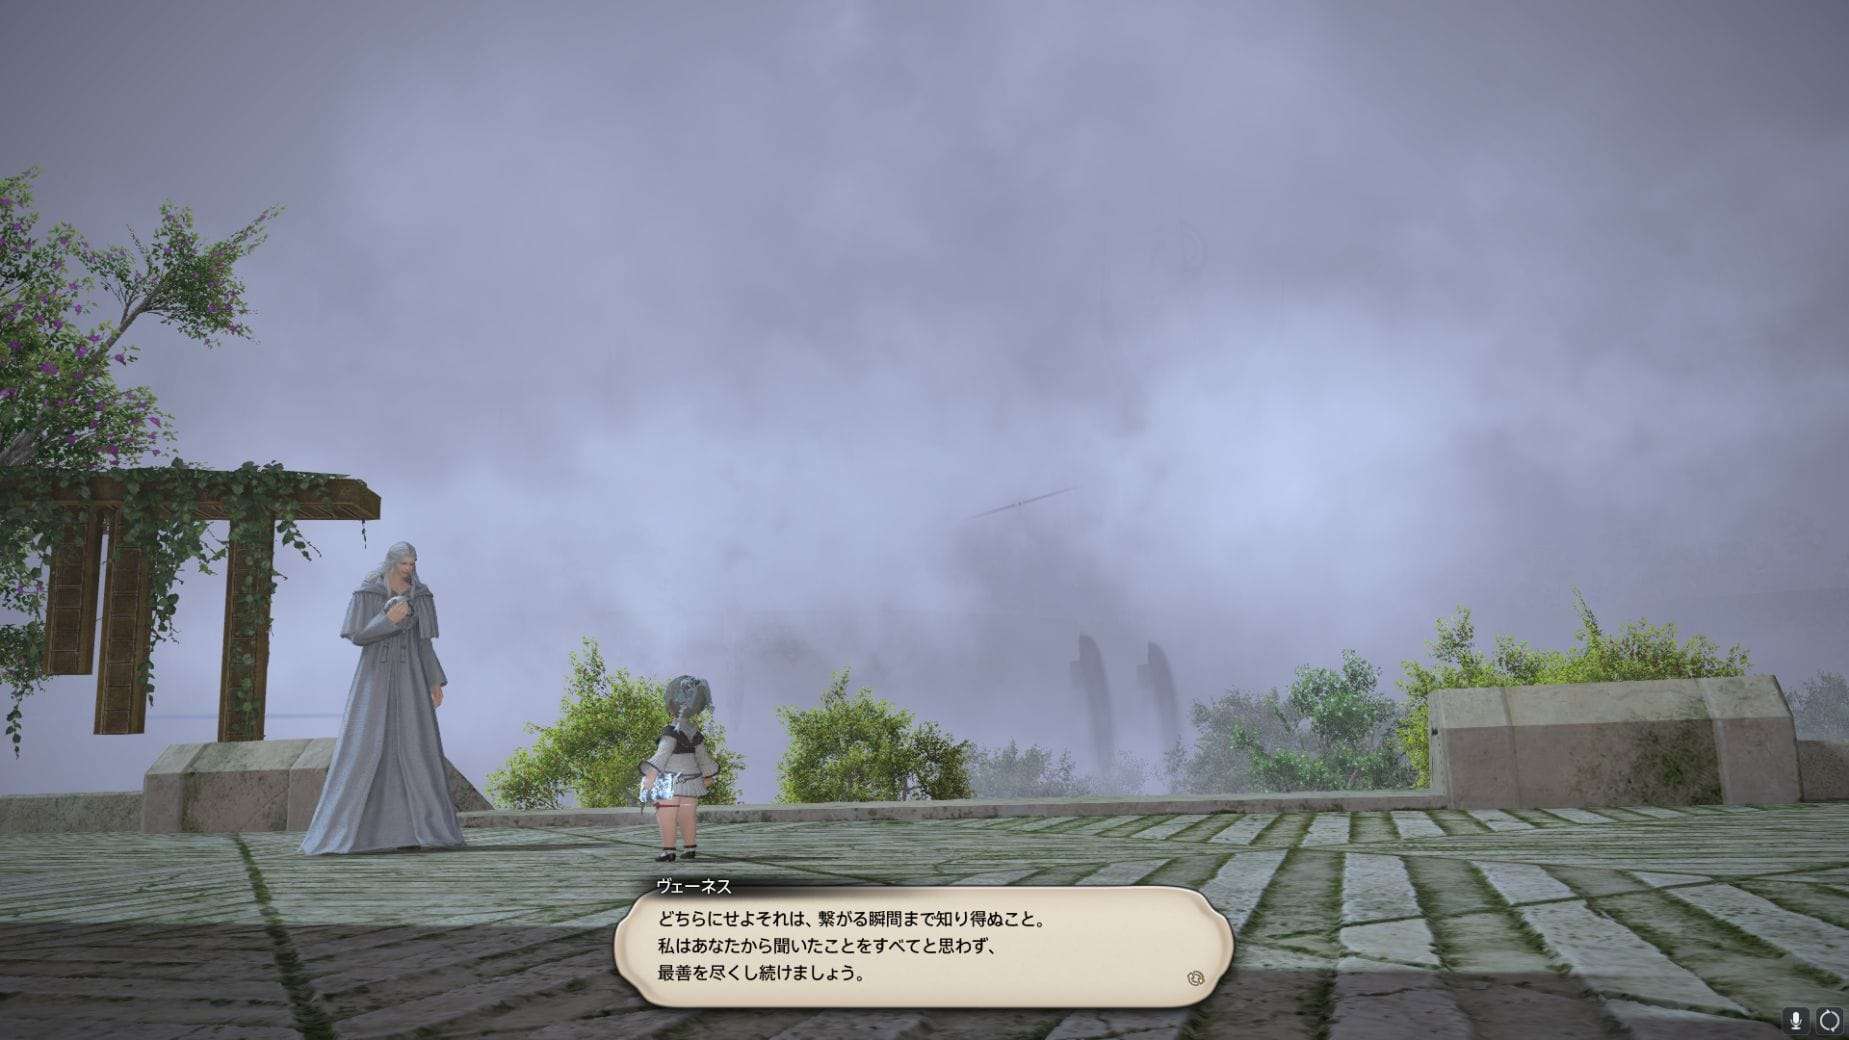 ヴェーネス
どちらにせよそれは、繋がる瞬間まで知り得ぬこと。
私はあなたから聞いたことをすべてと思わず、
最善を尽くし続けましょう。